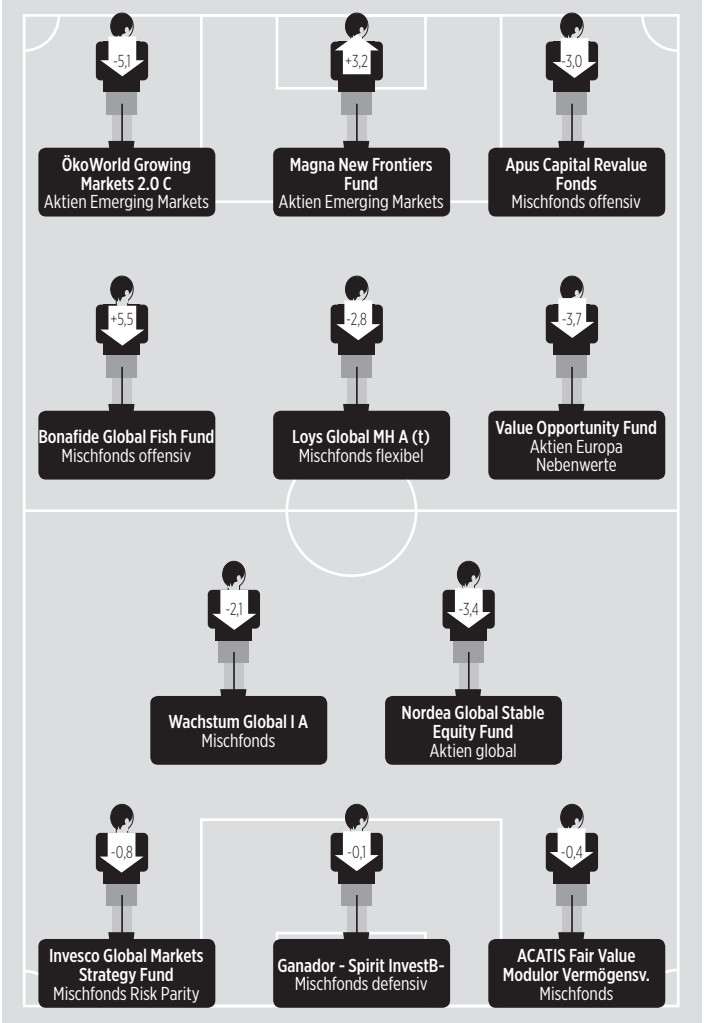 -5,1
+3,2
-3,0
ÖkoWorld Growing
Markets 2.0 C
Aktien Emerging Markets
Magna New Frontiers
Fund
Aktien Emerging Markets
Apus Capital Revalue
Fonds
Mischfonds offensiv
+5,5
-2,8
-3,7
Bonafide Global Fish Fund
Mischfonds offensiv
Loys Global MH A (t)
Mischfonds flexibel
Value Opportunity Fund
Aktien Europa
Nebenwerte
-2,1
-3,4
Wachstum Global I A
Mischfonds
Nordea Global Stable
Equity Fund
Aktien global
-0,8
-0,1
-0,4
Invesco Global Markets
Strategy Fund
Mischfonds Risk Parity
Ganador - Spirit InvestB-
Mischfonds defensiv
ACATIS Fair Value
Modulor Vermögensv.
Mischfonds